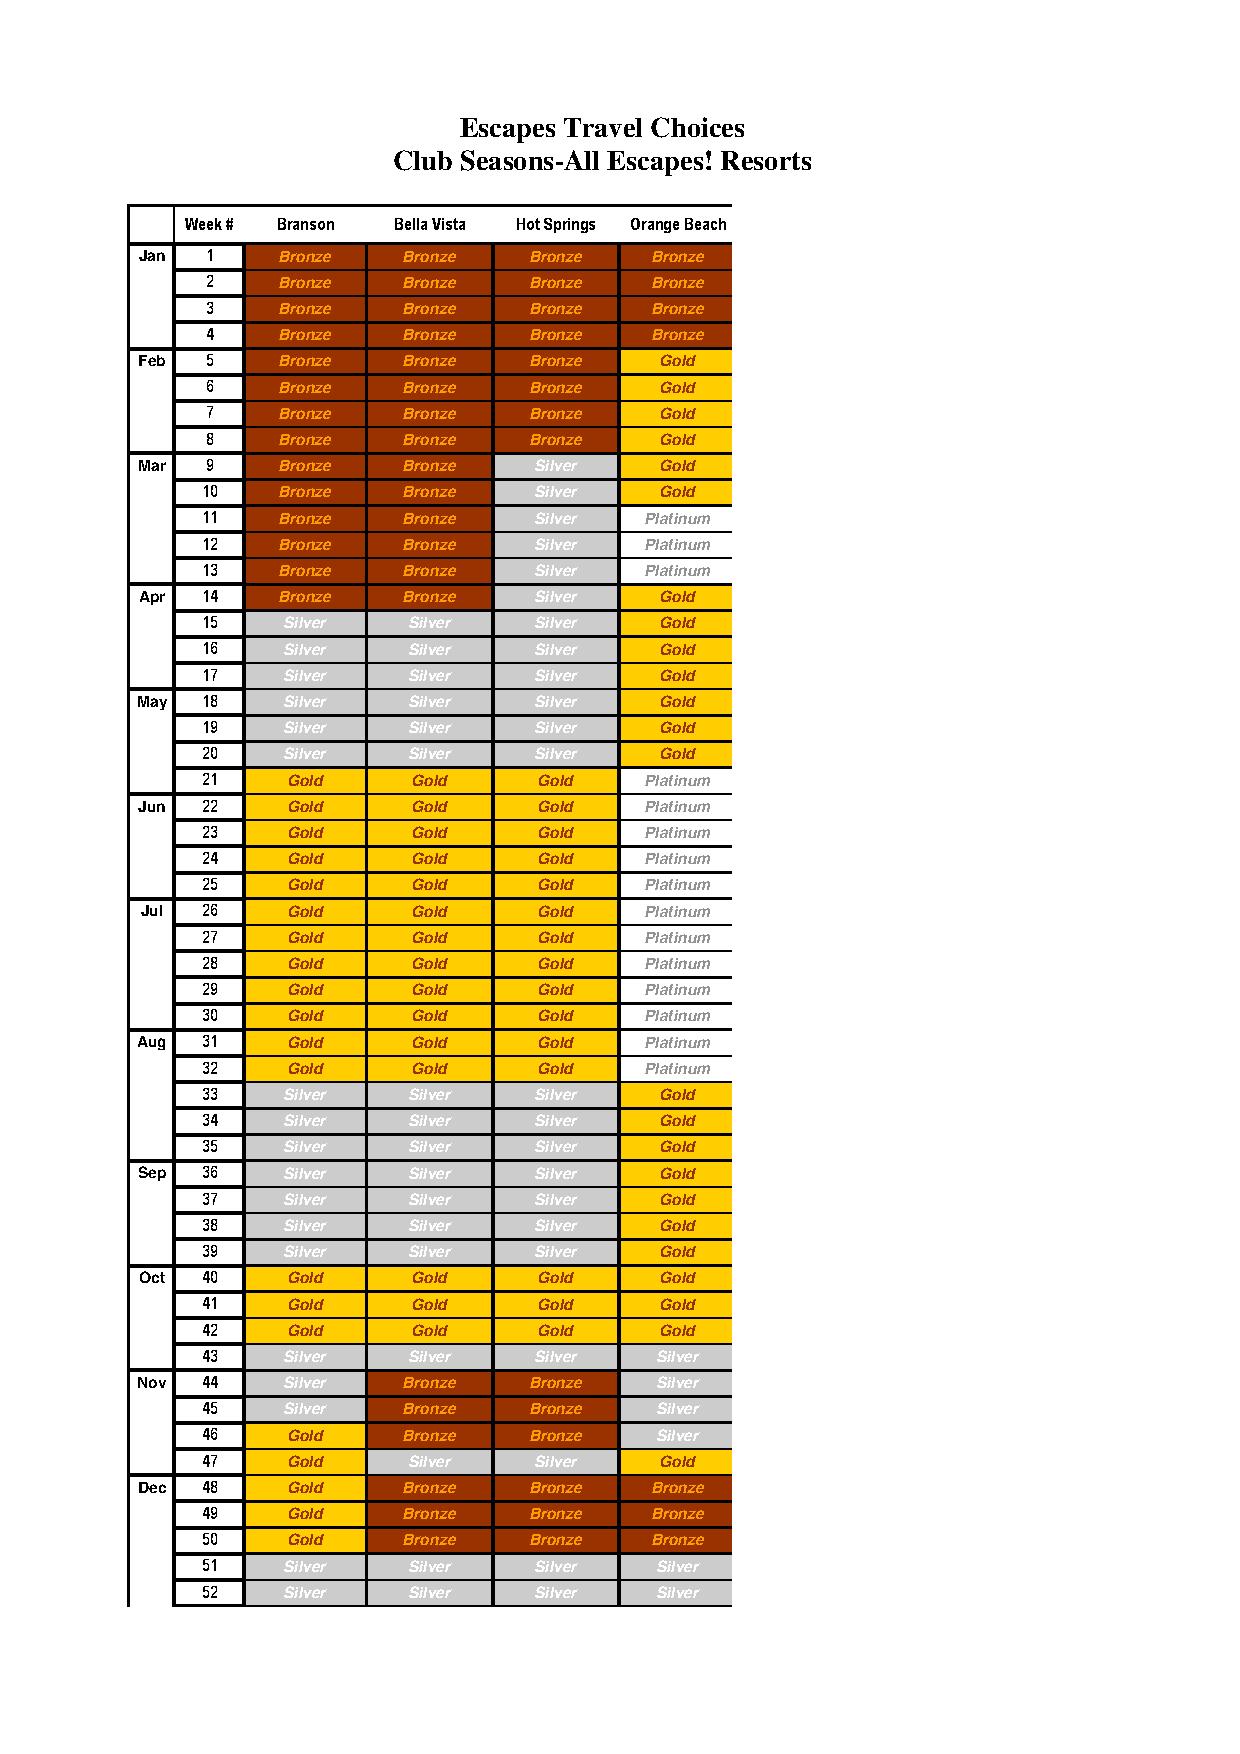 Escapes Travel Choices
Club Seasons-All Escapes! Resorts
Week # Branson Bella Vista Hot Springs Orange Beach
Jan 1 Bronze Bronze Bronze Bronze
2 Bronze Bronze Bronze Bronze
3 Bronze Bronze Bronze Bronze
4 Bronze Bronze Bronze Bronze
Feb 5 Bronze Bronze Bronze Gold
6 Bronze Bronze Bronze Gold
7 Bronze Bronze Bronze Gold
8 Bronze Bronze Bronze Gold
Mar 9 Bronze Bronze Silver Gold
10 Bronze Bronze Silver Gold
11 Bronze Bronze Silver Platinum
12 Bronze Bronze Silver Platinum
13 Bronze Bronze Silver Platinum
Apr 14 Bronze Bronze Silver Gold
15 Silver Silver Silver Gold
16 Silver Silver Silver Gold
17 Silver Silver Silver Gold
May 18 Silver Silver Silver Gold
19 Silver Silver Silver Gold
20 Silver Silver Silver Gold
21 Gold Gold Gold Platinum
Jun 22 Gold Gold Gold Platinum
23 Gold Gold Gold Platinum
24 Gold Gold Gold Platinum
25 Gold Gold Gold Platinum
Jul 26 Gold Gold Gold Platinum
27 Gold Gold Gold Platinum
28 Gold Gold Gold Platinum
29 Gold Gold Gold Platinum
30 Gold Gold Gold Platinum
Aug 31 Gold Gold Gold Platinum
32 Gold Gold Gold Platinum
33 Silver Silver Silver Gold
34 Silver Silver Silver Gold
35 Silver Silver Silver Gold
Sep 36 Silver Silver Silver Gold
37 Silver Silver Silver Gold
38 Silver Silver Silver Gold
39 Silver Silver Silver Gold
Oct 40 Gold Gold Gold Gold
41 Gold Gold Gold Gold
42 Gold Gold Gold Gold
43 Silver Silver Silver Silver
Nov 44 Silver Bronze Bronze Silver
45 Silver Bronze Bronze Silver
46 Gold Bronze Bronze Silver
47 Gold Silver Silver Gold
Dec 48 Gold Bronze Bronze Bronze
49 Gold Bronze Bronze Bronze
50 Gold Bronze Bronze Bronze
51 Silver Silver Silver Silver
52 Silver Silver Silver Silver